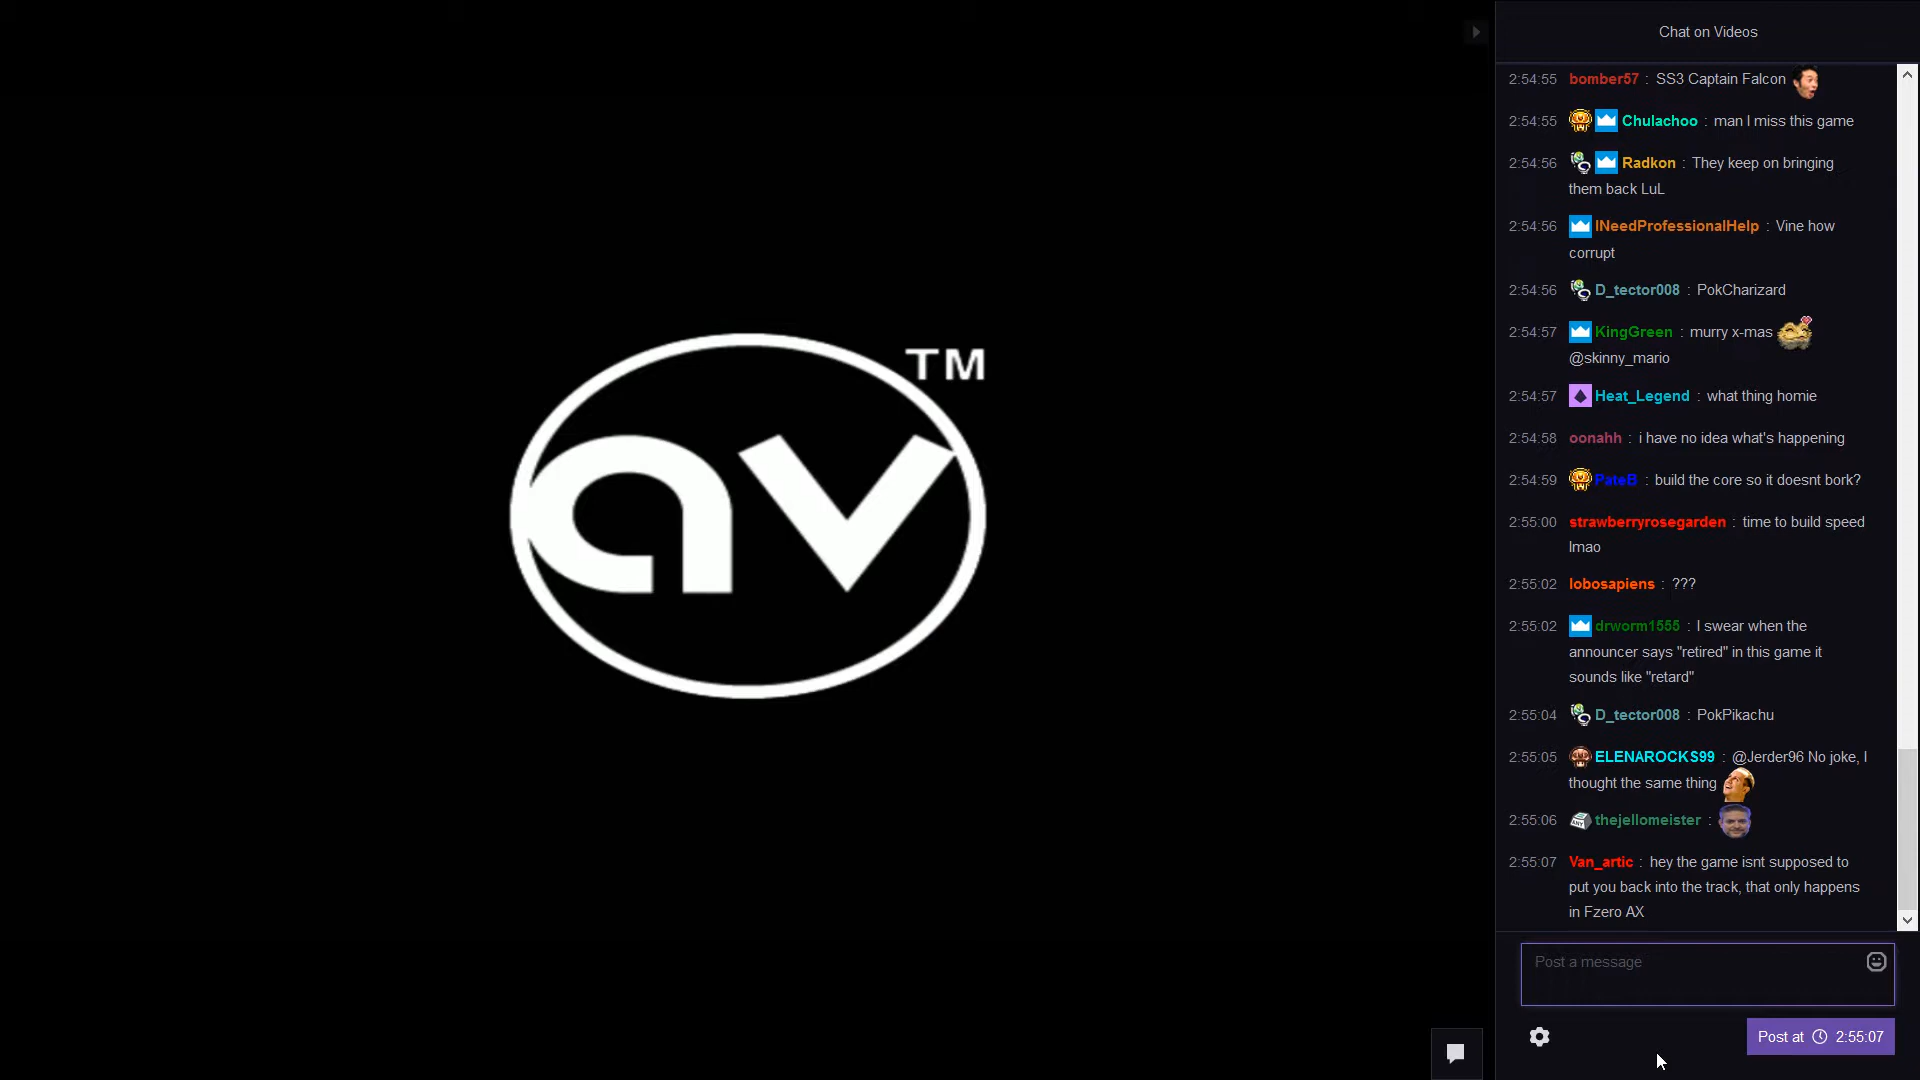 TM
av
Chat on Videos
2:54:55 bomber57 : SS3 Captain Falcon
2:54:55 Chulachoo : man I miss this game
2:54:56 Radkon : They keep on bringing
them back LuL
2:54:56 INeedProfessionalHelp : Vine how
corrupt
2:54:56 D_tector008 : PokCharizard
2:54:57 KingGreen : murry x-mas
@skinny_mario
2:54:57 Heat_Legend : what thing homie
2:54:58 oonahh : i have no idea what's happening
2:54:59 PateB : build the core so it doesnt bork?
2:55:00 strawberryrosegarden : time to build speed
lmao
2:55:02 lobosapiens : ???
2:55:02 drworm1555 : I swear when the
announcer says "retired" in this game it
sounds like "retard"
2:55:04 D_tector008 : PokPikachu
2:55:05 ELENAROCKS99 : @Jerder96 No joke, I
thought the same thing
2:55:06 thejellomeister :
2:55:07 Van_artic : hey the game isnt supposed to
put you back into the track, that only happens
in Fzero AX
Post a message
Post at 2:55:07